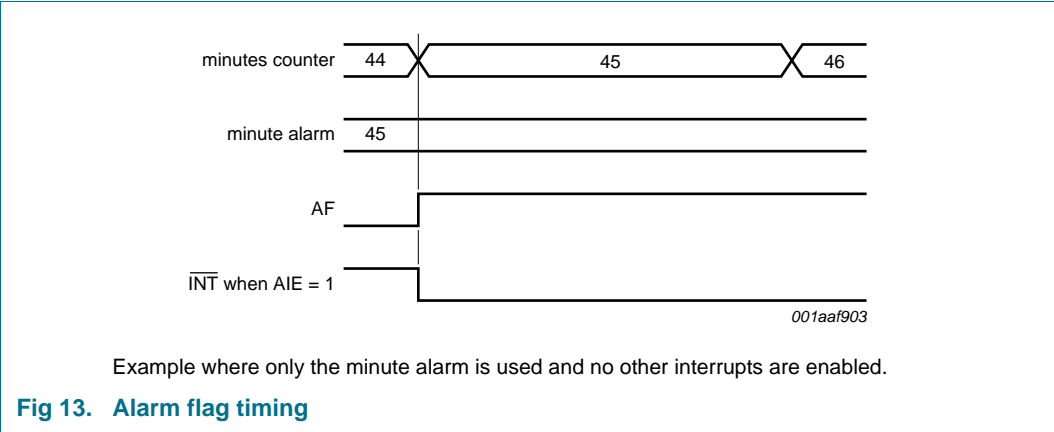 minutes counter 44 45 46
minute alarm 45
AF
INT when AIE = 1
001aaf903
Example where only the minute alarm is used and no other interrupts are enabled.
Fig 13. Alarm flag timing